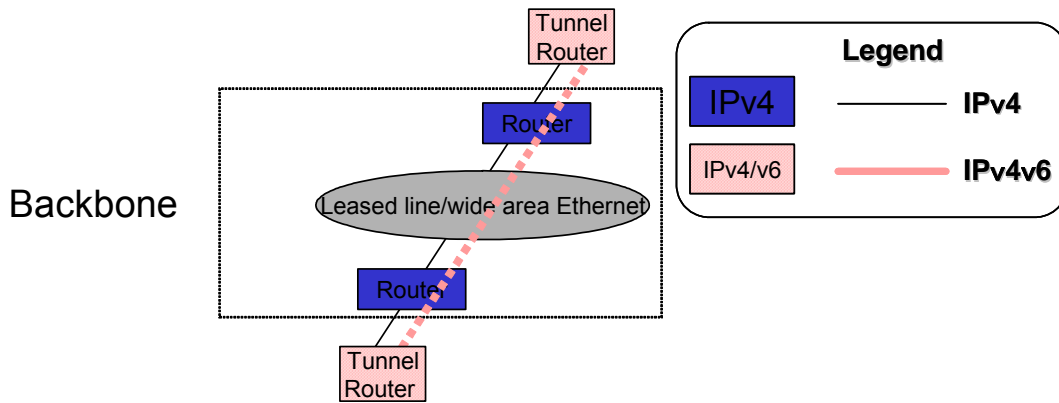 Tunnel
Router
Legend
IPv4
IPv4
Router
IPv4/v6
IPv4v6
Backbone
Leased line/wide area Ethernet
Router
Tunnel
Router